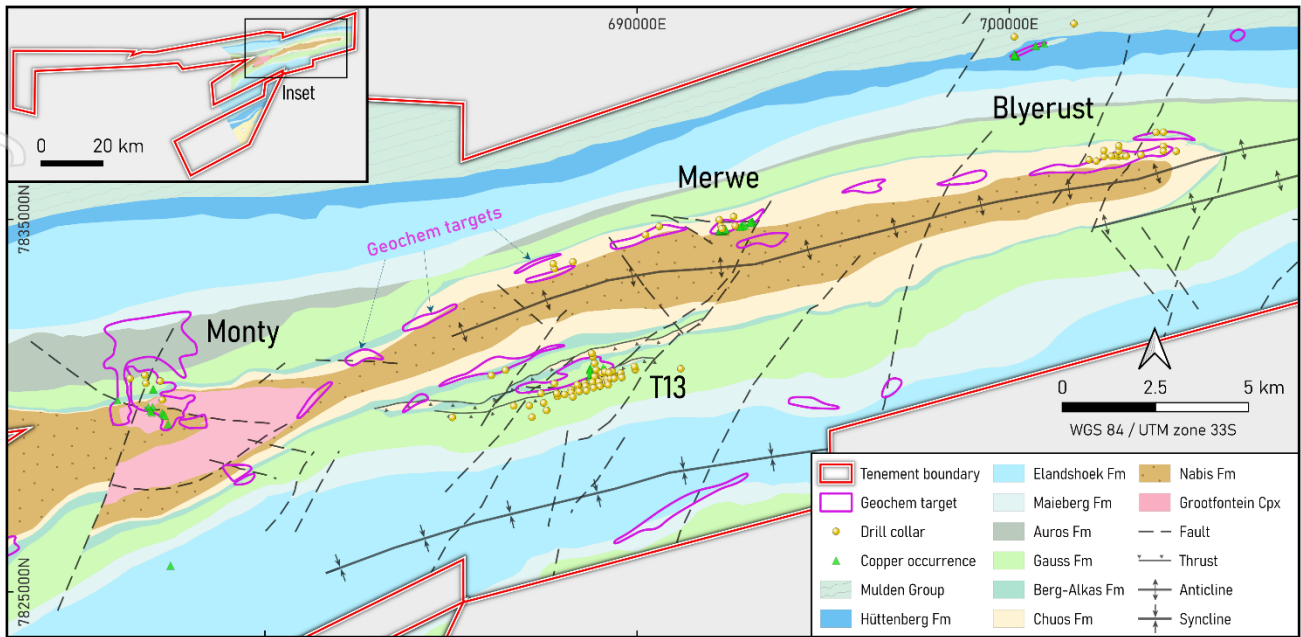 690000E
700000E
Inset
0 20 km
Blyerust
Merwe
7835000N
Geochem targets
Monty
T13
0 2.5 5 km
WGS 84 / UTM zone 33S
7825000N
Tenement boundary
Geochem target
Drill collar
Copper occurrence
Mulden Group
Hüttenberg Fm
Elandshoek Fm
Maieberg Fm
Auros Fm
Gauss Fm
Berg-Alkas Fm
Chuos Fm
Nabis Fm
Grootfontein Cpx
Fault
Thrust
Anticline
Syncline